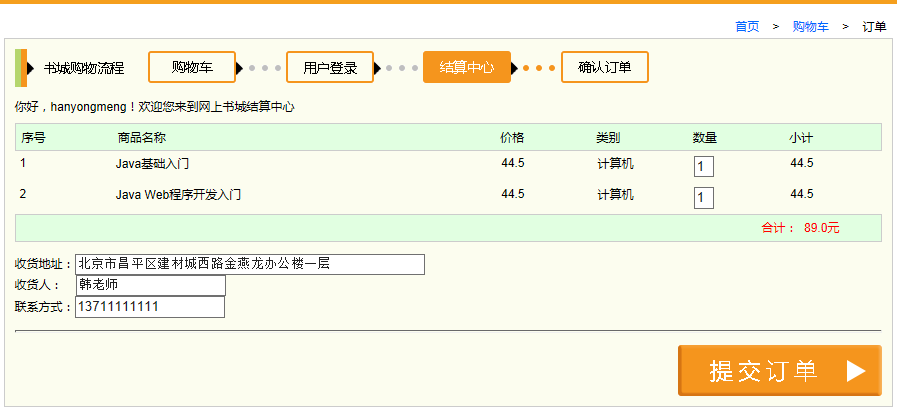 首页 > 购物车 > 订单
书城购物流程 购物车 用户登录 结算中心 确认订单
你好，hanyongmeng！欢迎您来到网上书城结算中心
序号 商品名称 价格 类别 数量 小计
1 Java基础入门 44.5 计算机 1 44.5
2 Java Web程序开发入门 44.5 计算机 1 44.5
合计： 89.0元
收货地址：北京市昌平区建材城西路金燕龙办公楼一层
收货人： 韩老师
联系方式：13711111111
提交订单